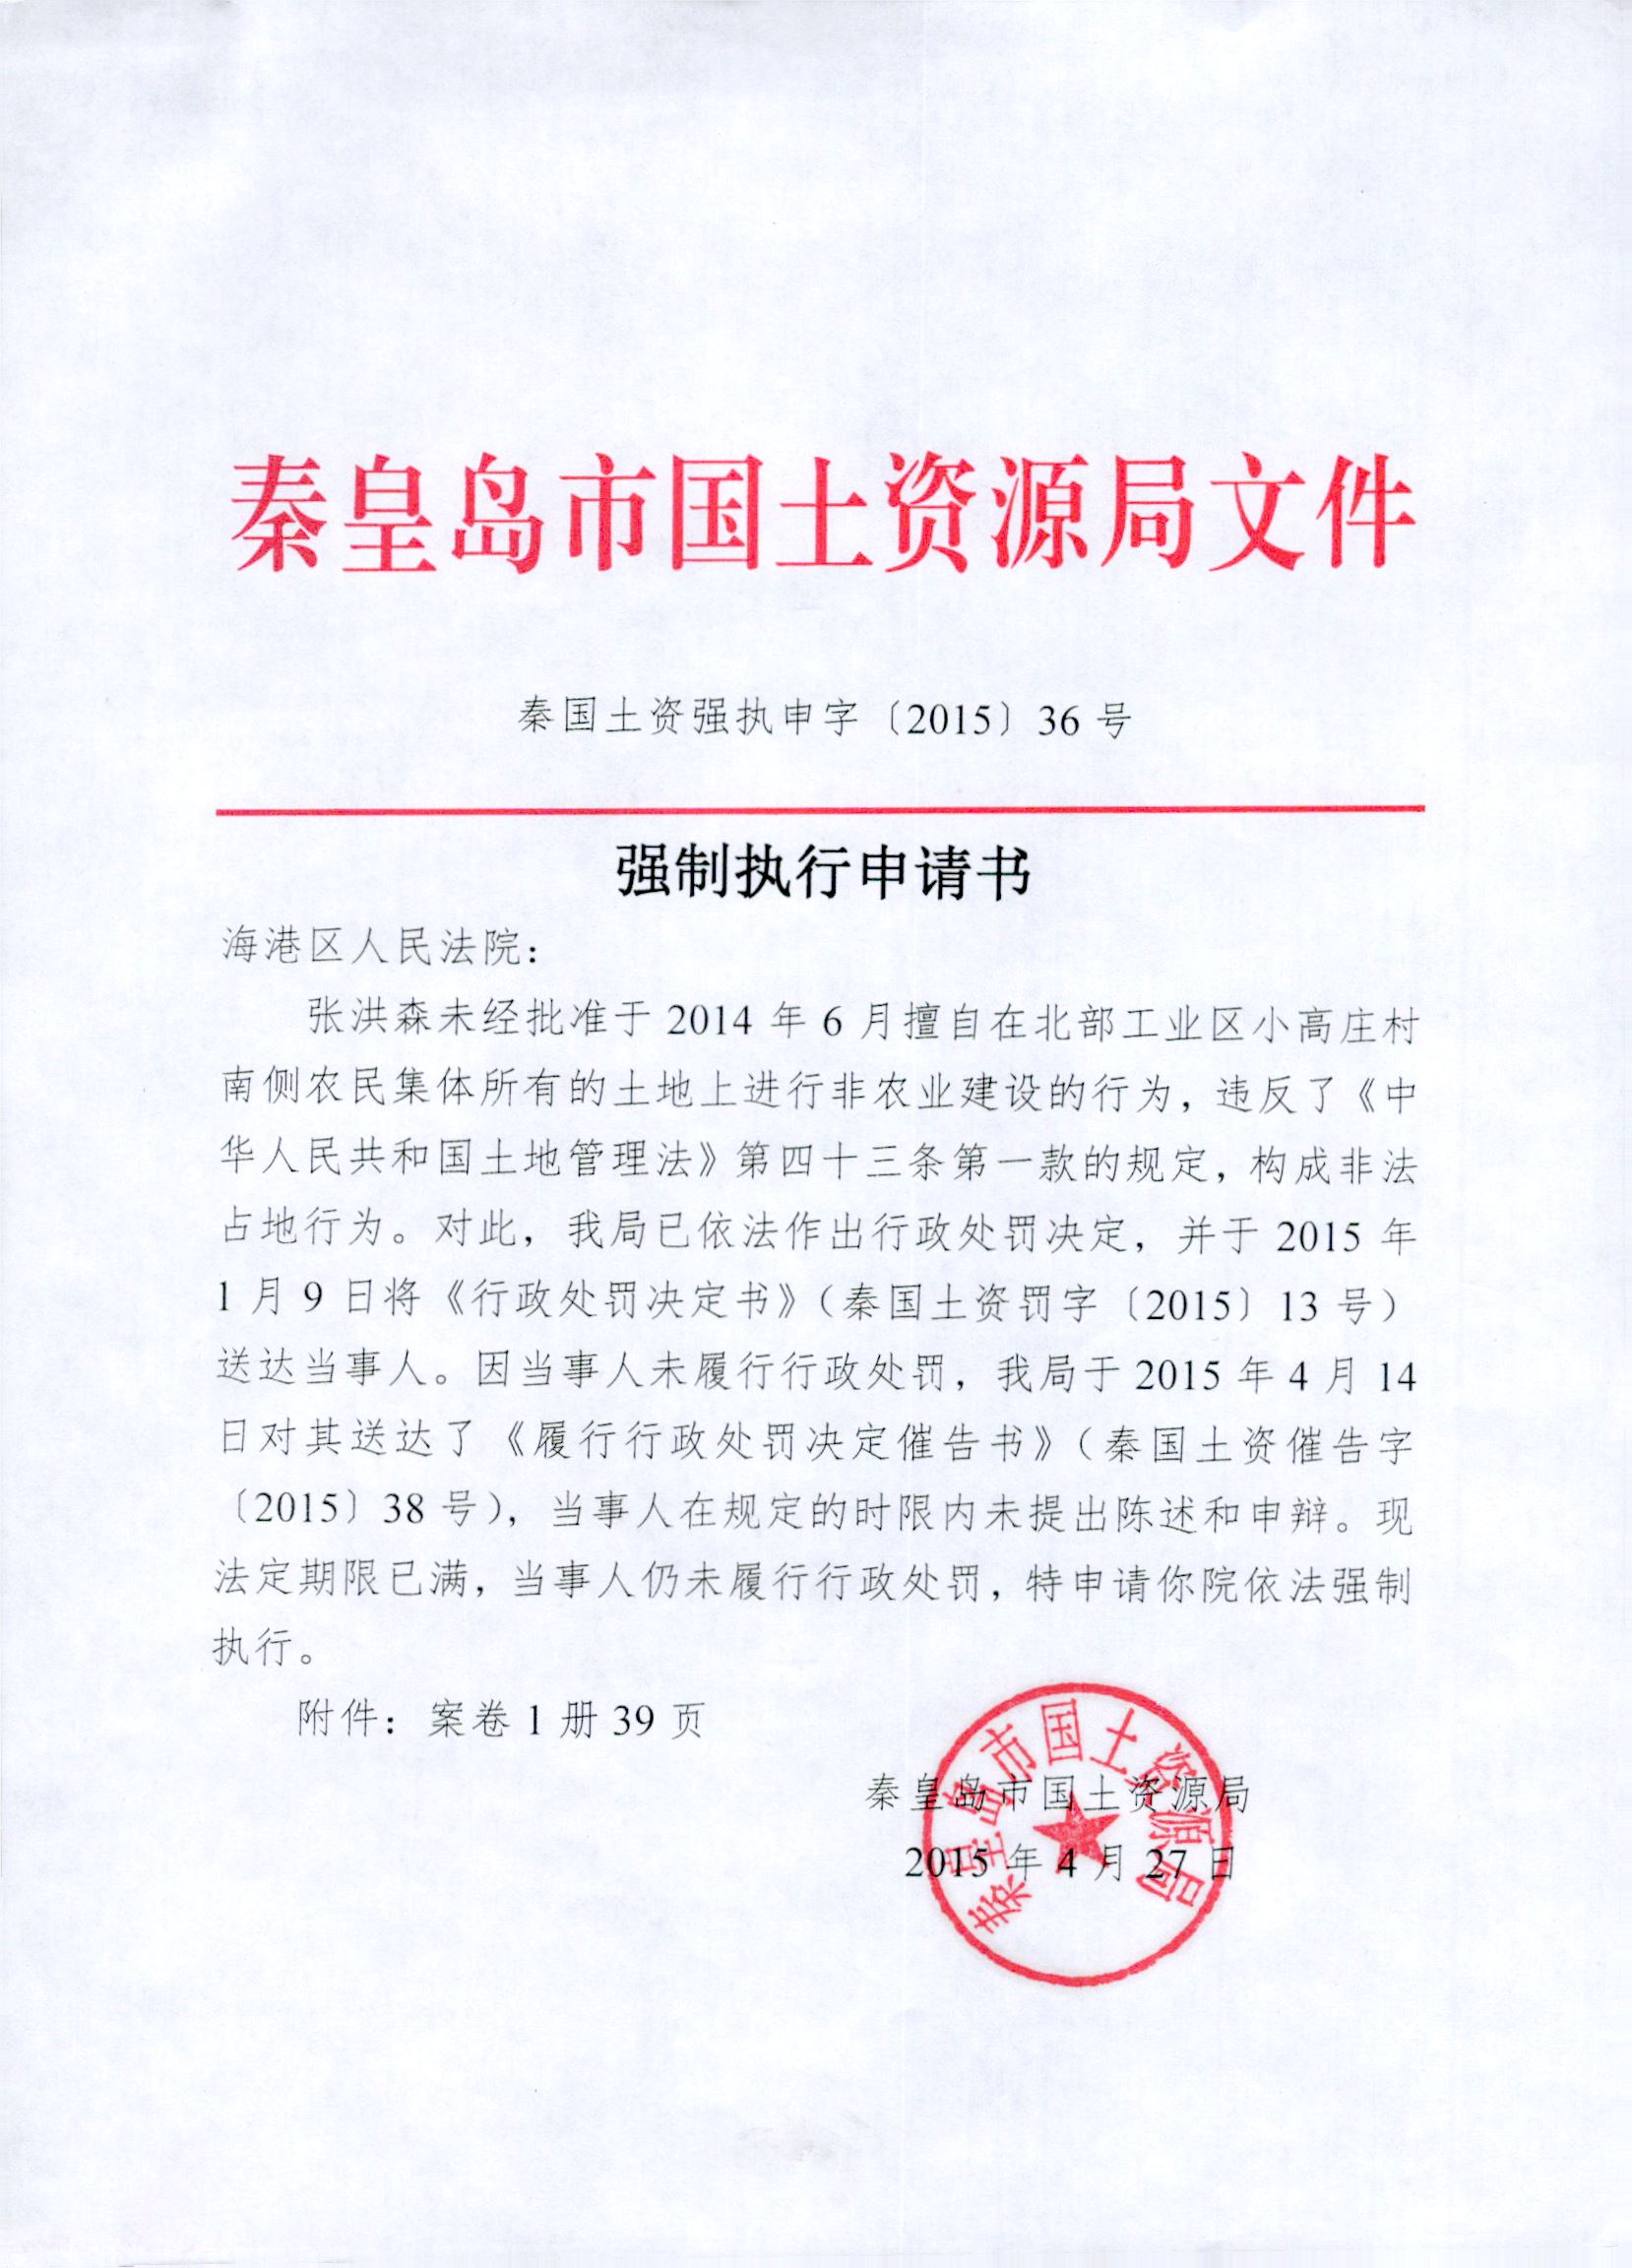 秦皇岛市国土资源局文件
秦国土资强执申字〔2015〕36 号
强制执行申请书
海港区人民法院：
张洪森未经批准于 2014 年 6 月擅自在北部工业区小高庄村
南侧农民集体所有的土地上进行非农业建设的行为，违反了《中
华人民共和国土地管理法》第四十三条第一款的规定，构成非法
占地行为。对此，我局已依法作出行政处罚决定，并于 2015 年
1 月 9 日将《行政处罚决定书》（秦国土资罚字〔2015〕13 号）
送达当事人。因当事人未履行行政处罚，我局于 2015 年 4 月 14
日对其送达了《履行行政处罚决定催告书》（秦国土资催告字
〔2015〕38 号），当事人在规定的时限内未提出陈述和申辩。现
法定期限已满，当事人仍未履行行政处罚，特申请你院依法强制
执行。
附件：案卷 1 册 39 页
秦皇岛市国土资源局
2015 年 4 月 27 日
秦皇岛市国土资源局